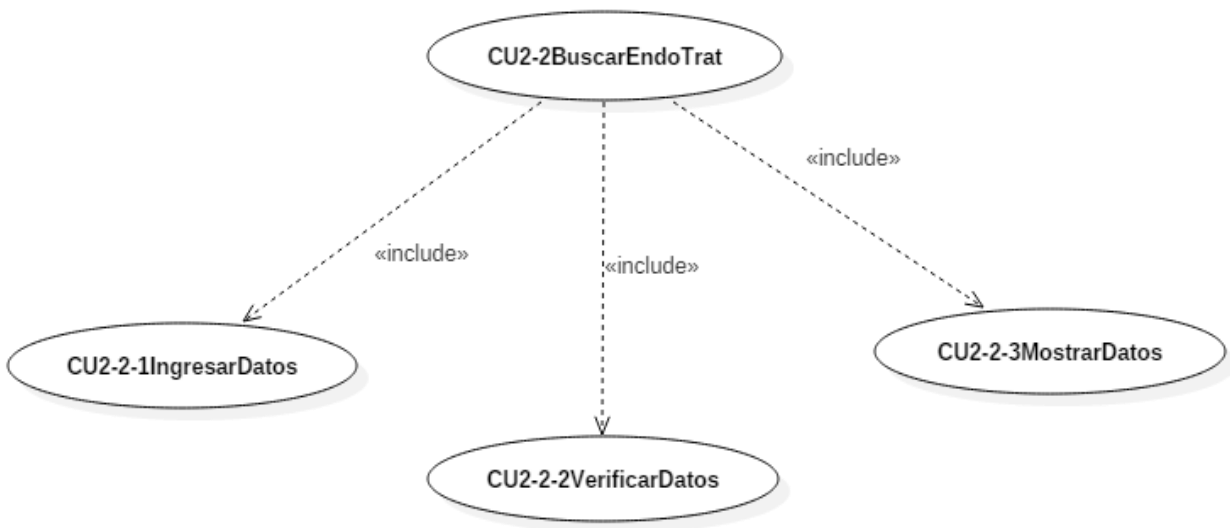 CU2-2BuscarEndoTrat
«include»
«include»
«include»
CU2-2-1IngresarDatos
CU2-2-3MostrarDatos
CU2-2-2VerificarDatos